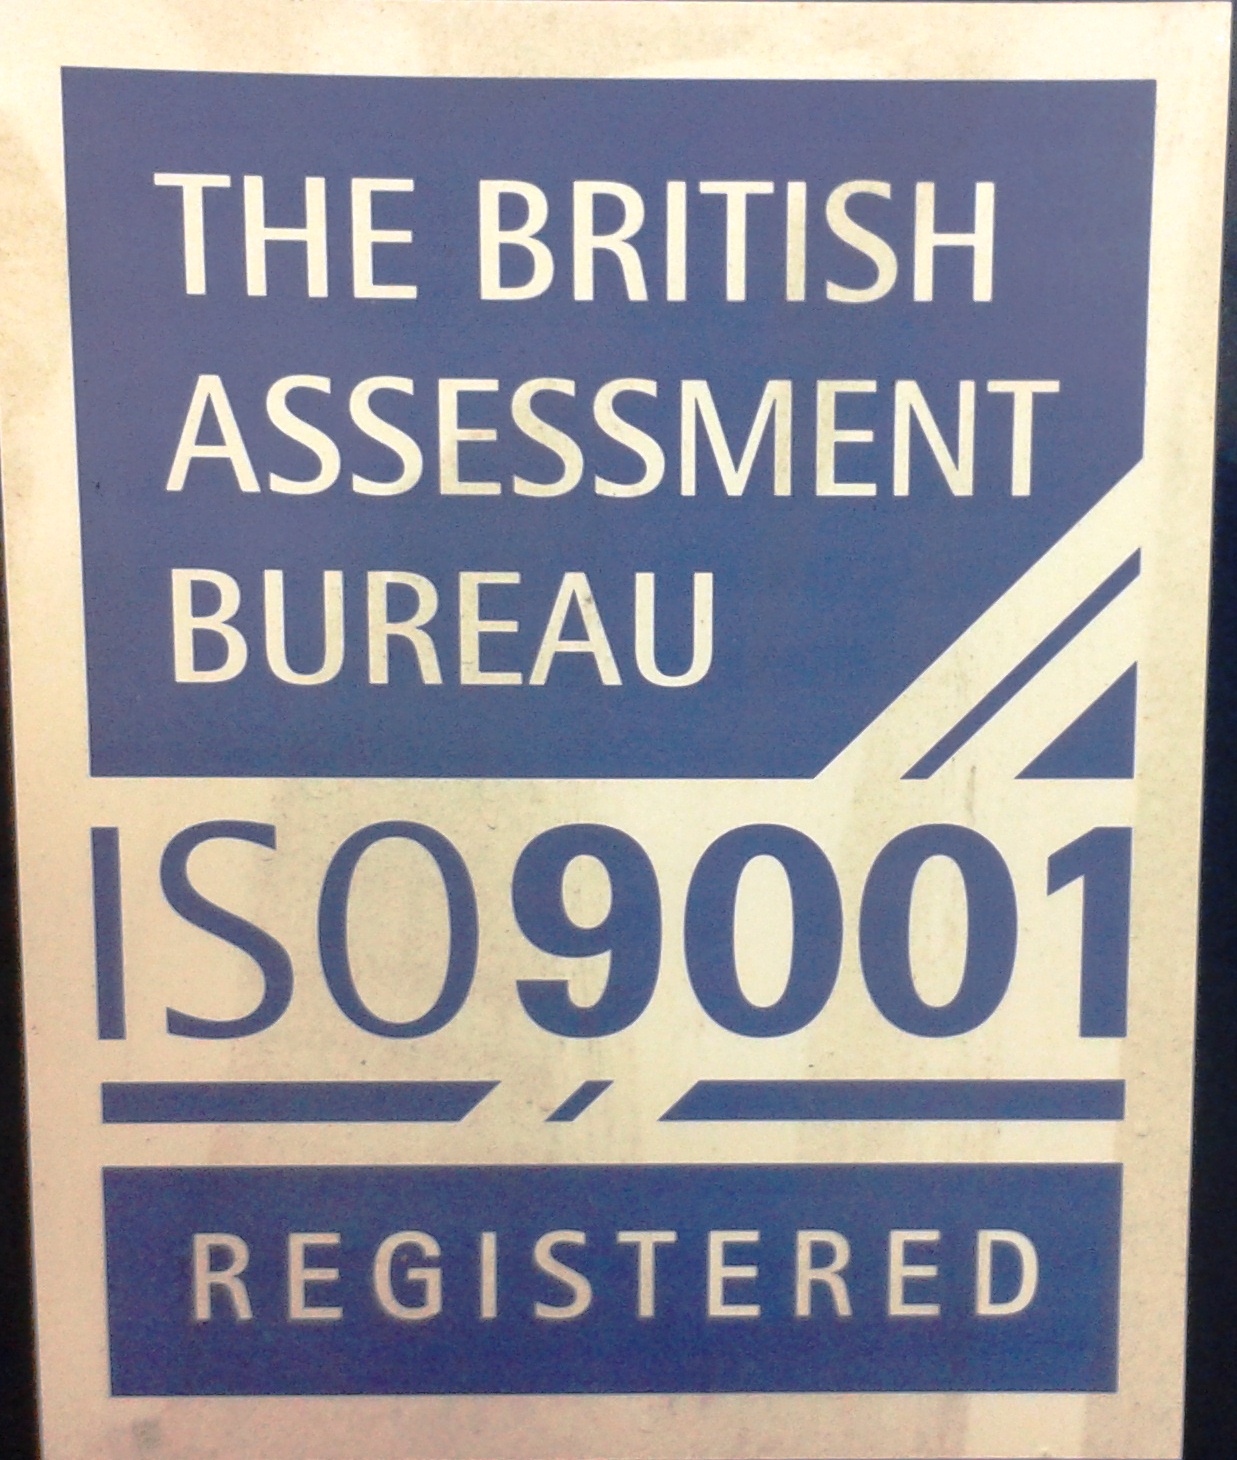 THE BRITISH
ASSESSMENT
BUREAU
ISO9001
REGISTERED